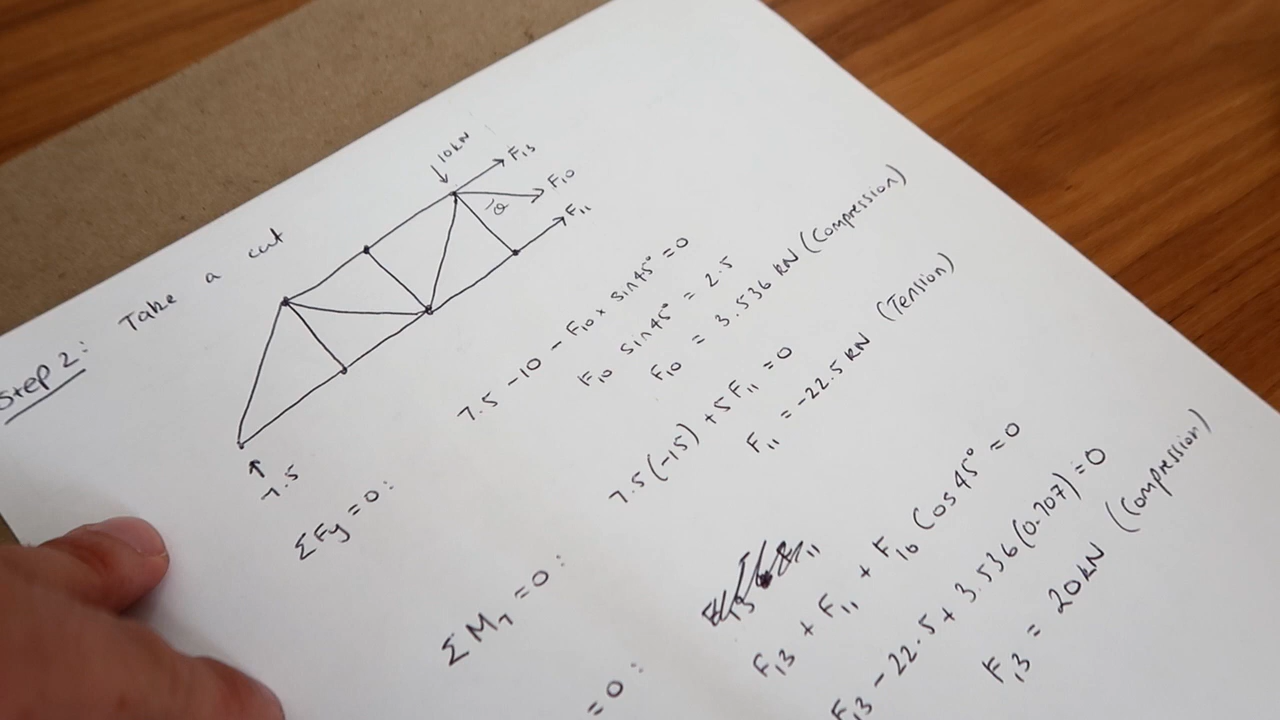 Step 2: Take a cut
10kN
F13
F10
θ
F11
7.5
ΣFy = 0:
7.5 - 10 - F10 x sin45° = 0
F10 sin45° = 2.5
F10 = 3.536 kN (Compression)
ΣM7 = 0:
7.5(-15) + 5F11 = 0
F11 = -22.5 kN (Tension)
= 0:
F13 + F11 + F10 Cos45° = 0
F13 - 22.5 + 3.536(0.707) = 0
F13 = 20kN (Compression)